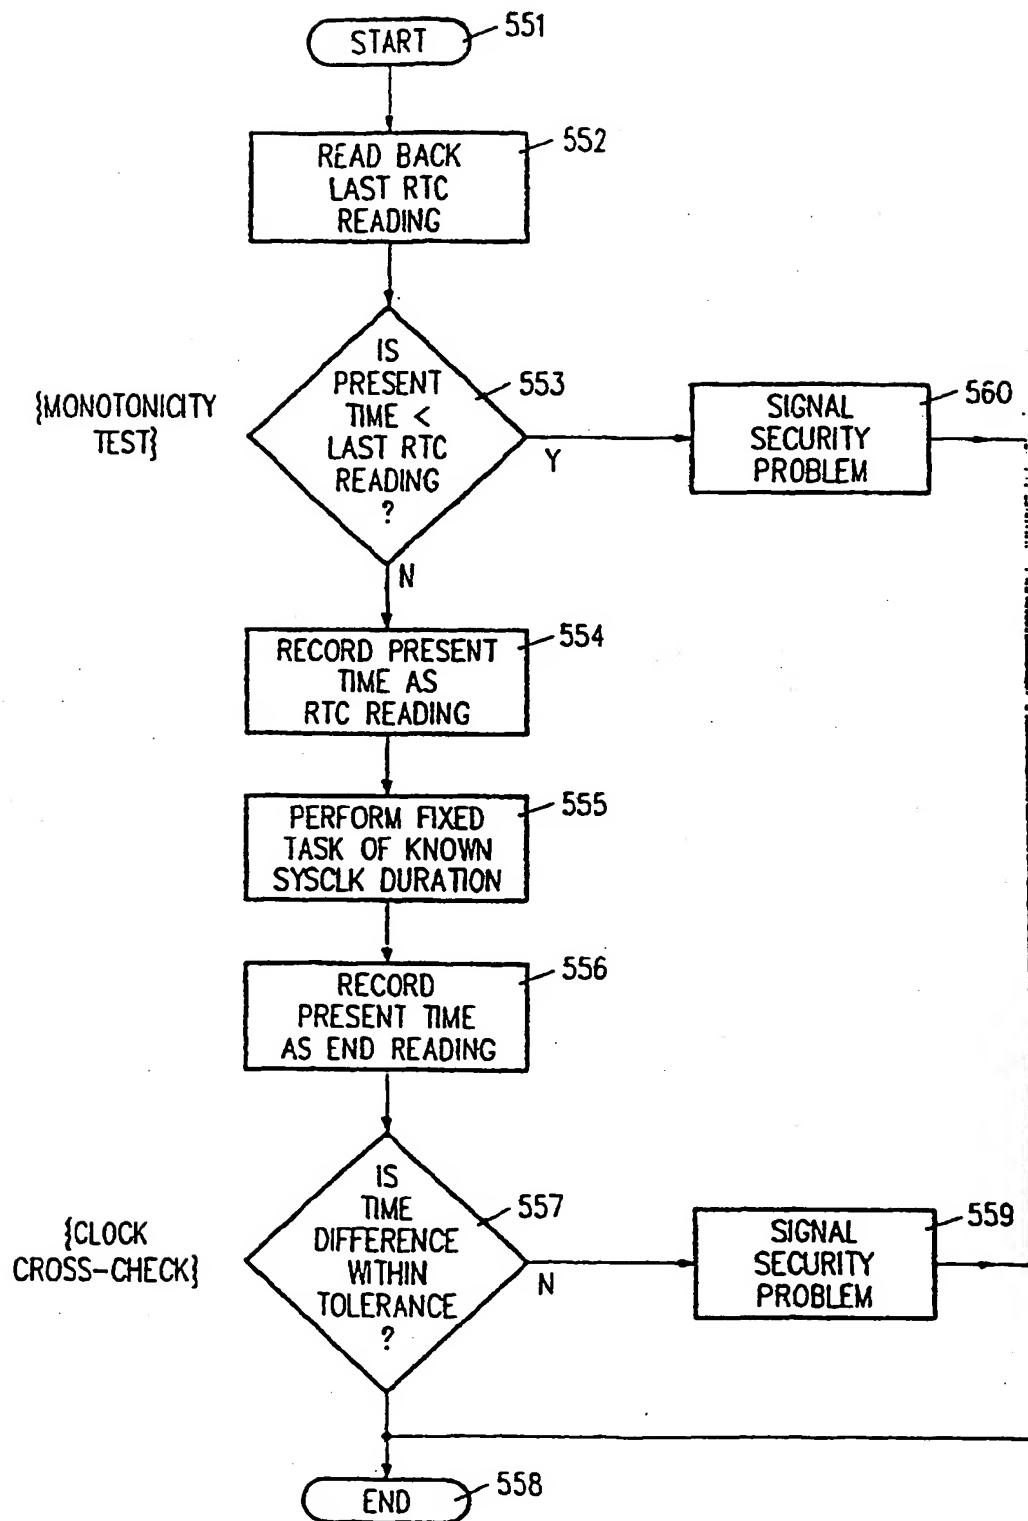 START
551
READ BACK
LAST RTC
READING
552
IS
PRESENT
TIME <
LAST RTC
READING
?
553
{MONOTONICITY
TEST}
Y
SIGNAL
SECURITY
PROBLEM
560
N
RECORD PRESENT
TIME AS
RTC READING
554
PERFORM FIXED
TASK OF KNOWN
SYSCLK DURATION
555
RECORD
PRESENT TIME
AS END READING
556
IS
TIME
DIFFERENCE
WITHIN
TOLERANCE
?
557
{CLOCK
CROSS-CHECK}
N
SIGNAL
SECURITY
PROBLEM
559
END
558